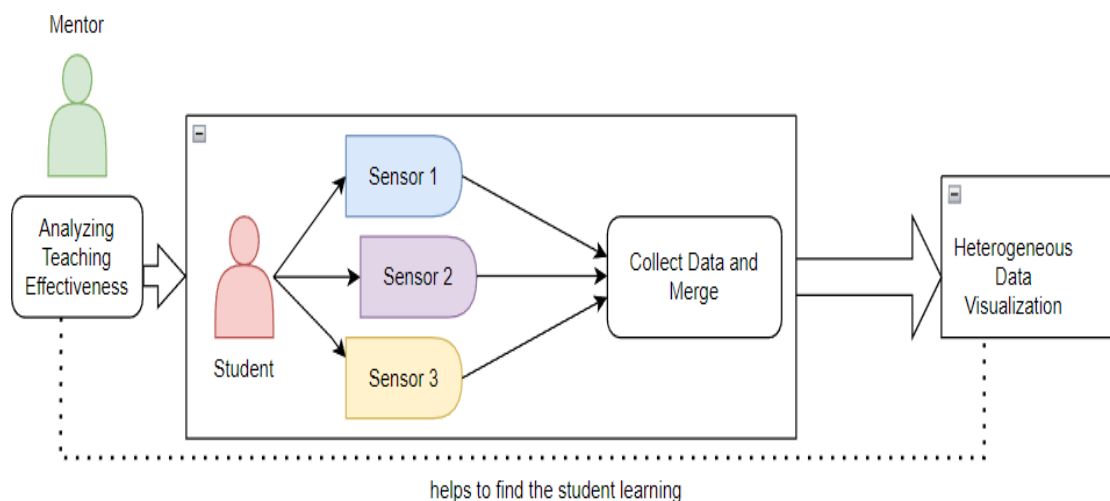 Mentor
Analyzing
Teaching
Effectiveness
Student
Sensor 1
Sensor 2
Sensor 3
Collect Data and
Merge
Heterogeneous
Data
Visualization
helps to find the student learning